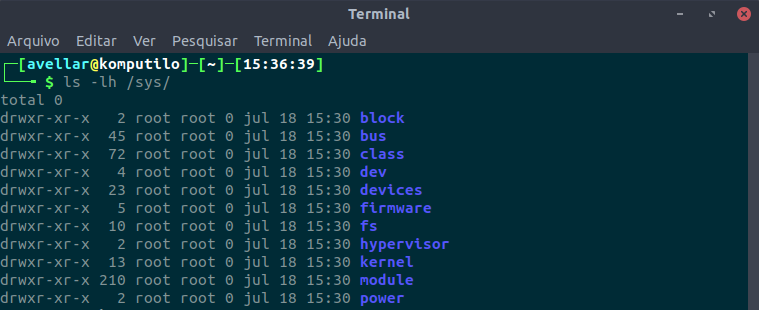 Terminal
Arquivo Editar Ver Pesquisar Terminal Ajuda
┌─[avellar@komputilo]─[~]─[15:36:39]
└──╼ $ ls -lh /sys/
total 0
drwxr-xr-x   2 root root 0 jul 18 15:30 block
drwxr-xr-x  45 root root 0 jul 18 15:30 bus
drwxr-xr-x  72 root root 0 jul 18 15:30 class
drwxr-xr-x   4 root root 0 jul 18 15:30 dev
drwxr-xr-x  23 root root 0 jul 18 15:30 devices
drwxr-xr-x   5 root root 0 jul 18 15:30 firmware
drwxr-xr-x  10 root root 0 jul 18 15:30 fs
drwxr-xr-x   2 root root 0 jul 18 15:30 hypervisor
drwxr-xr-x  13 root root 0 jul 18 15:30 kernel
drwxr-xr-x 210 root root 0 jul 18 15:30 module
drwxr-xr-x   2 root root 0 jul 18 15:30 power